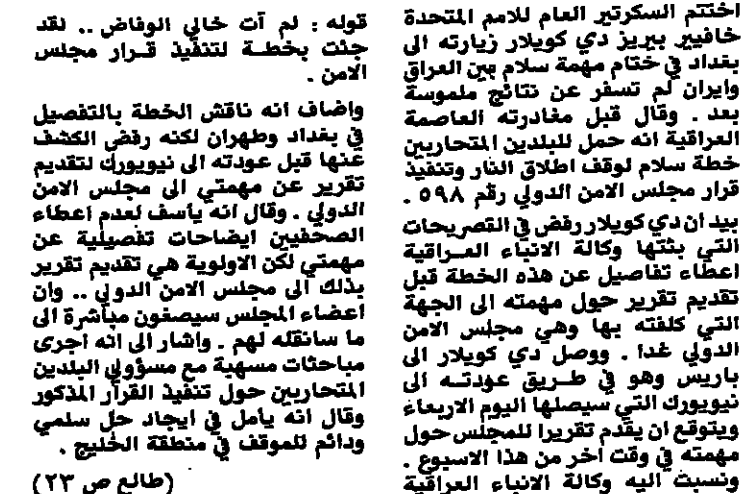 اختتم السكرتير العام للامم المتحدة
خافيير بيريز دي كويلار زيارته الى
بغداد في ختام مهمة سلام بين العراق
وايران لم تسفر عن نتائج ملموسة
بعد . وقال قبل مغادرته العاصمة
العراقية انه حمل للبلدين المتحاربين
خطة سلام لوقف اطلاق النار وتنفيذ
قرار مجلس الامن الدولي رقم ٥٩٨ .
بيد ان دي كويلار رفض في التصريحات
التي بثتها وكالة الانباء العـراقية
اعطاء تفاصيل عن هذه الخطة قبل
تقديم تقرير حول مهمته الى الجهة
التي كلفته بها وهي مجلس الامن
الدولي غدا . ووصل دي كويلار الى
باريس وهو في طـريق عودتـه الى
نيويورك التي سيصلها اليوم الاربعاء
ويتوقع ان يقدم تقريرا للمجلس حول
مهمته في وقت اخر من هذا الاسبوع .
ونسبت اليه وكالة الانباء العراقية
قوله : لم آت خالي الوفاض .. لقد
جئت بخطـة لتنفيذ قـرار مجلس
الامن .
واضاف انه ناقش الخطة بالتفصيل
في بغداد وطهران لكنه رفض الكشف
عنها قبل عودته الى نيويورك لتقديم
تقرير عن مهمتي الى مجلس الامن
الدولي . وقال انه يأسف لعدم اعطاء
الصحفيين ايضاحات تفصيلية عن
مهمتي لكن الاولوية هي تقديم تقرير
بذلك الى مجلس الامن الدولي .. وان
اعضاء المجلس سيصغون مباشرة الى
ما سانقله لهم . واشار الى انه اجرى
مباحثات مسهبة مع مسؤولي البلدين
المتحاربين حول تنفيذ القرار المذكور
وقال انه يأمل في ايجاد حل سلمي
ودائم للموقف في منطقة الخليج .
(طالع ص ٢٣)